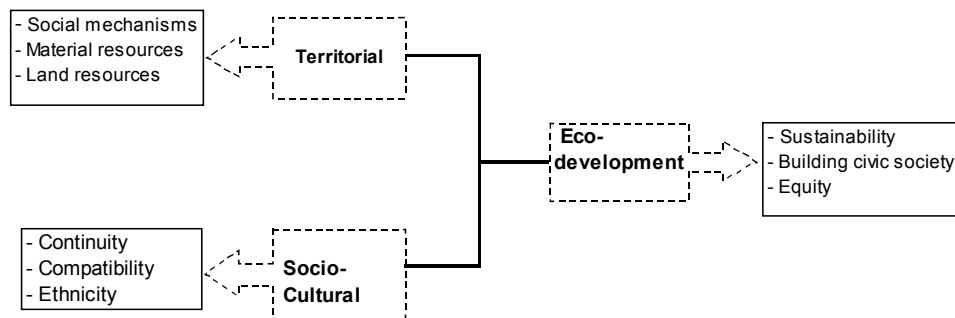 - Social mechanisms
- Material resources
- Land resources
Territorial
Eco-
development
- Sustainability
- Building civic society
- Equity
- Continuity
- Compatibility
- Ethnicity
Socio-
Cultural